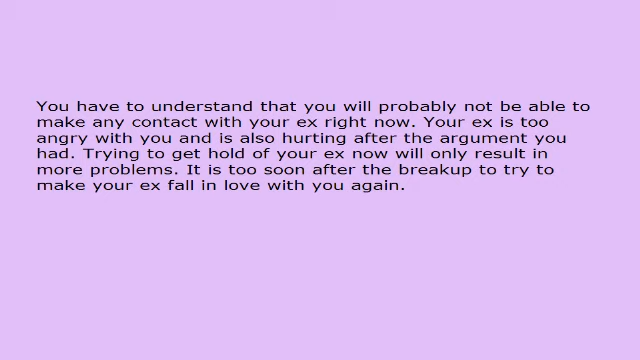 You have to understand that you will probably not be able to
make any contact with your ex right now. Your ex is too
angry with you and is also hurting after the argument you
had. Trying to get hold of your ex now will only result in
more problems. It is too soon after the breakup to try to
make your ex fall in love with you again.